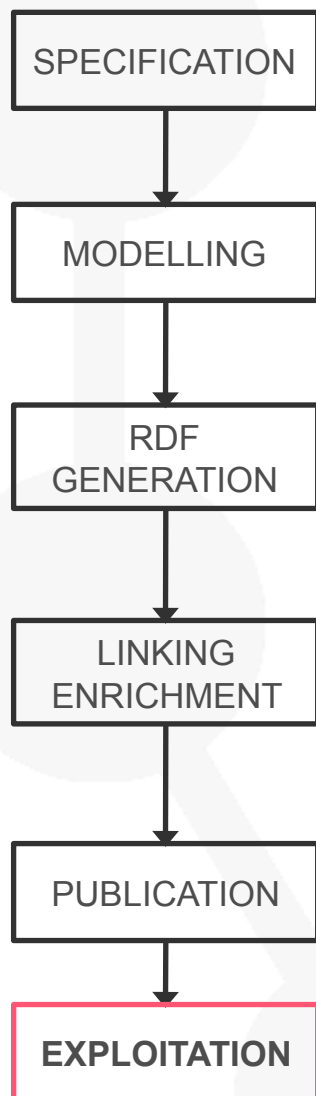 SPECIFICATION
MODELLING
RDF
GENERATION
LINKING
ENRICHMENT
PUBLICATION
EXPLOITATION